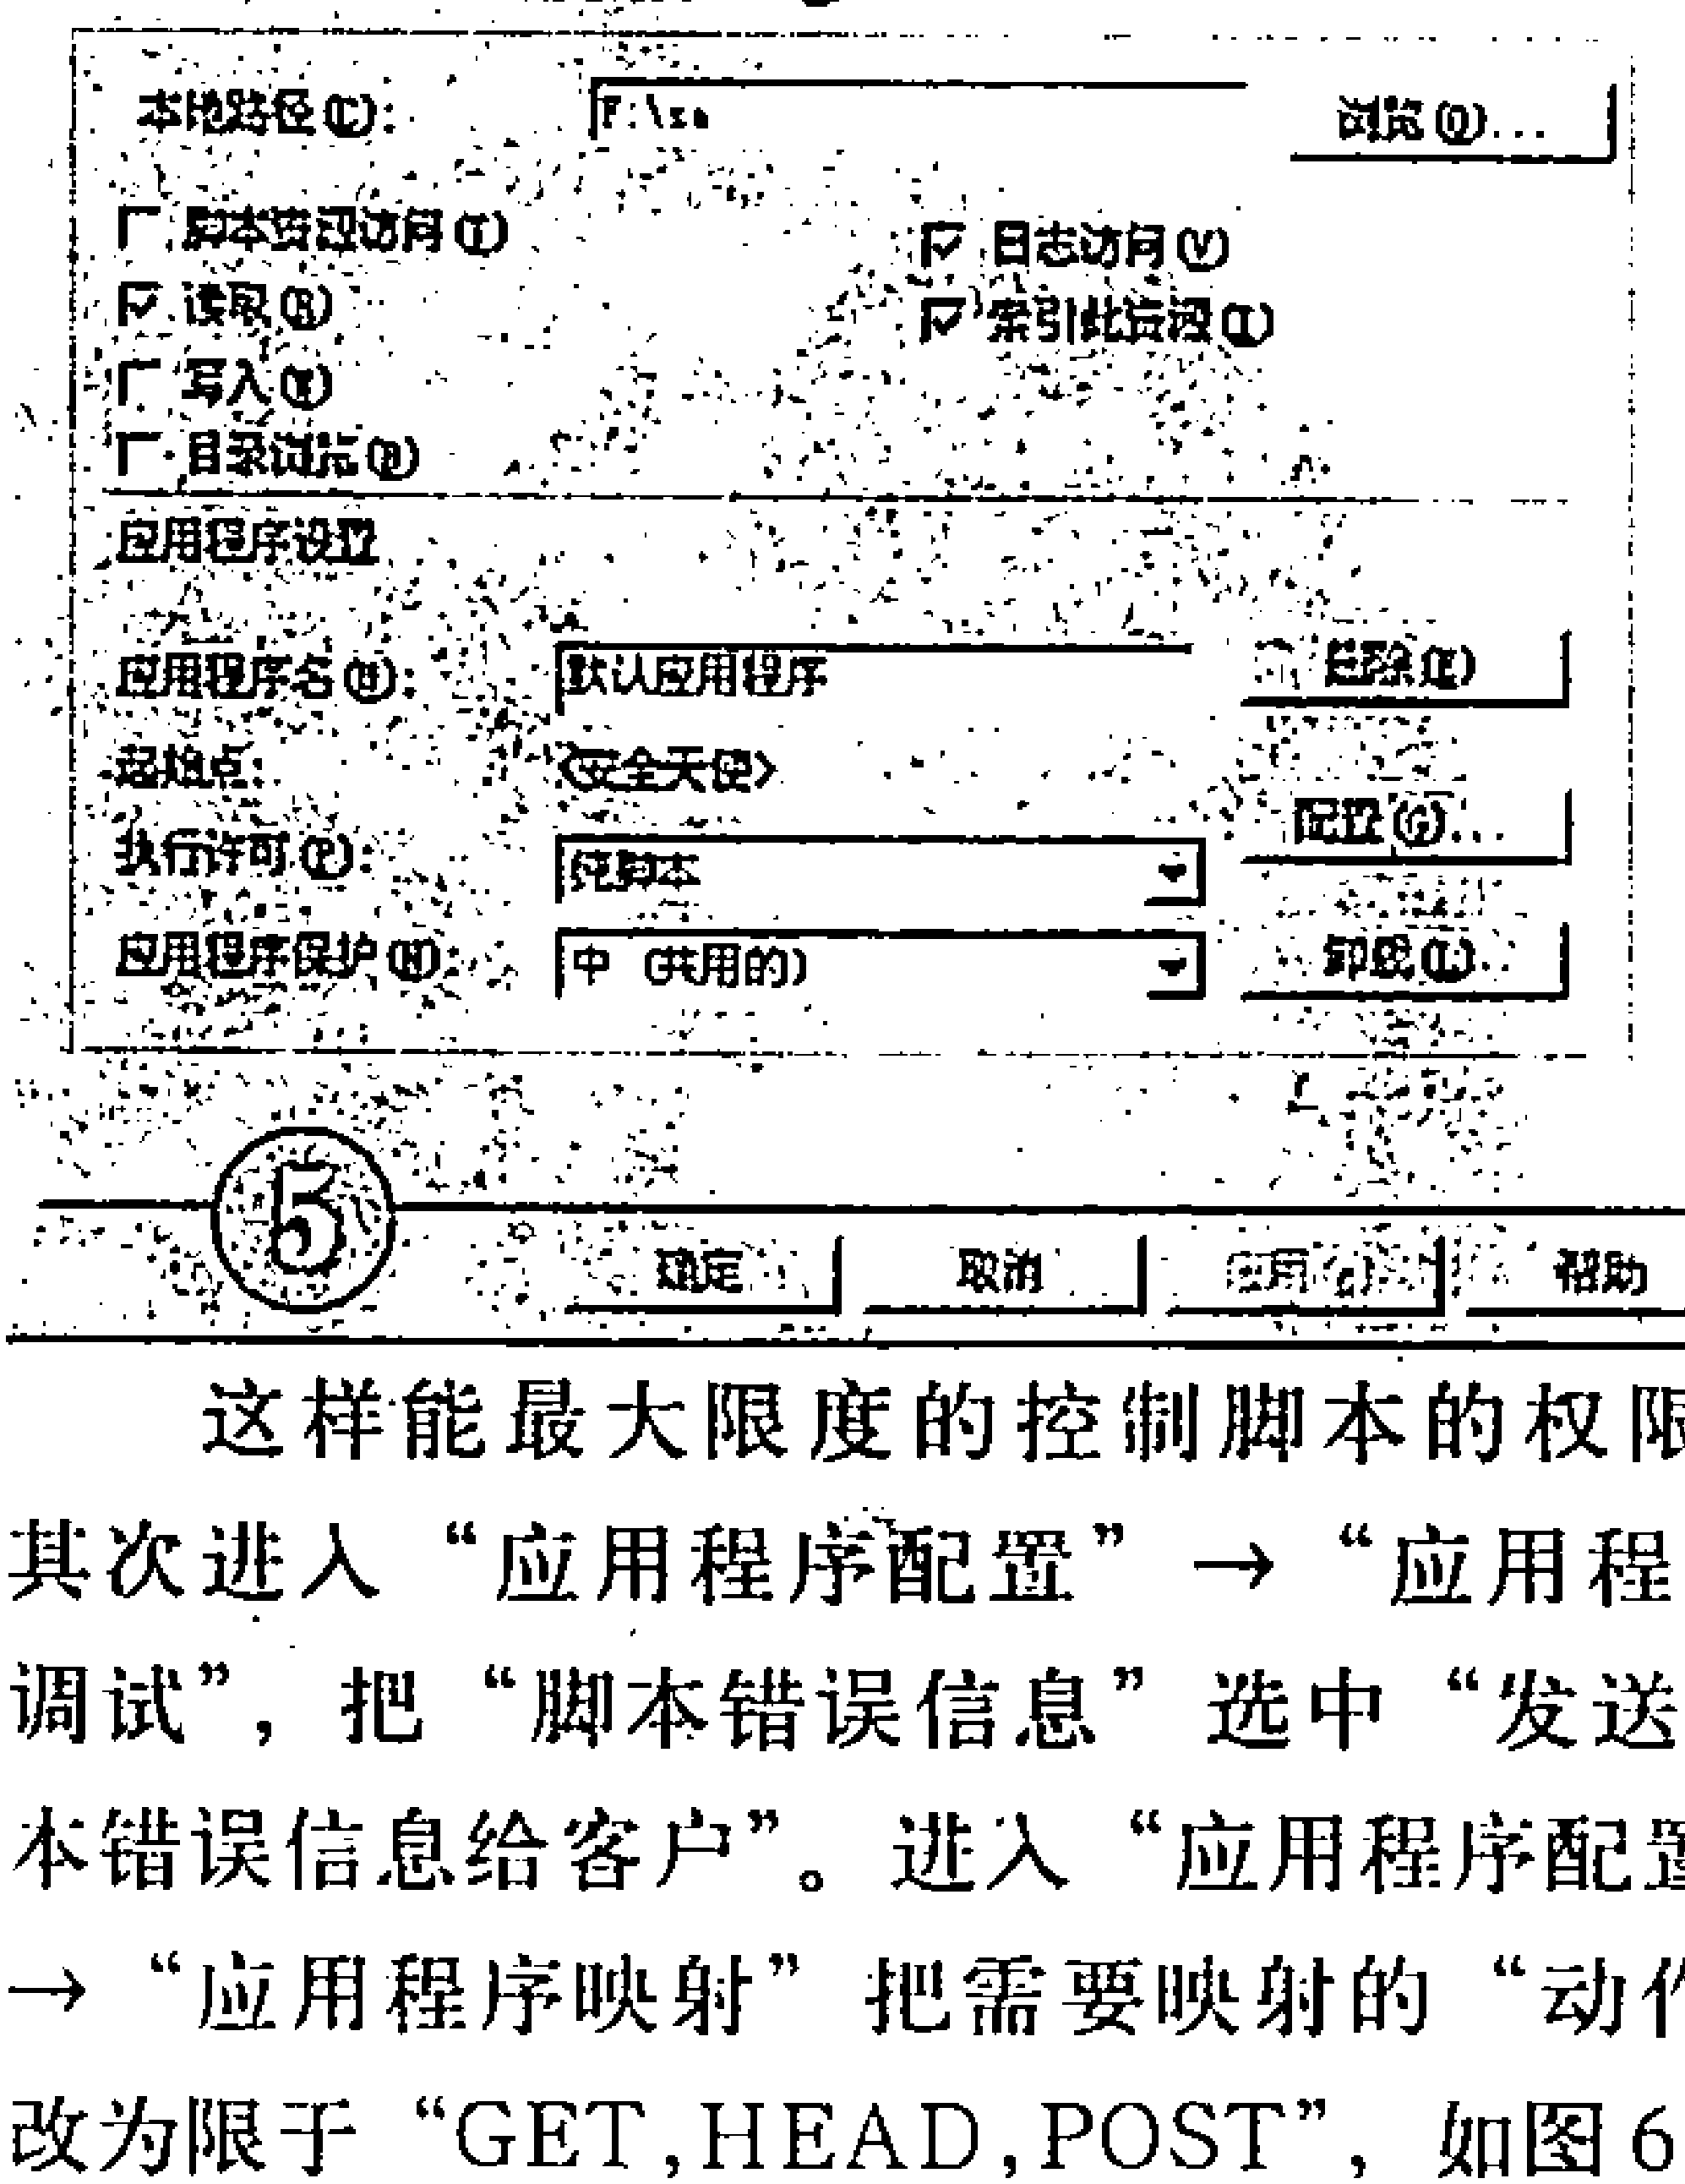 本地路径(C): F:\sa 浏览(O)...
脚本资源访问(T) 日志访问(V)
读取(R) 索引此资源(I)
写入(W)
目录浏览(B)
应用程序设置
应用程序名(M): 默认应用程序 删除(E)
起始点: <安全天使>
配置(G)...
执行许可(P): 纯脚本
应用程序保护(N) 中 (共用的) 卸载(L)
5
确定 取消 应用(A) 帮助
这样能最大限度的控制脚本的权限
其次进入“应用程序配置”→“应用程
调试”, 把“脚本错误信息”选中“发送
本错误信息给客户”。进入“应用程序配置
→“应用程序映射”把需要映射的“动作
改为限于“GET,HEAD,POST”, 如图6